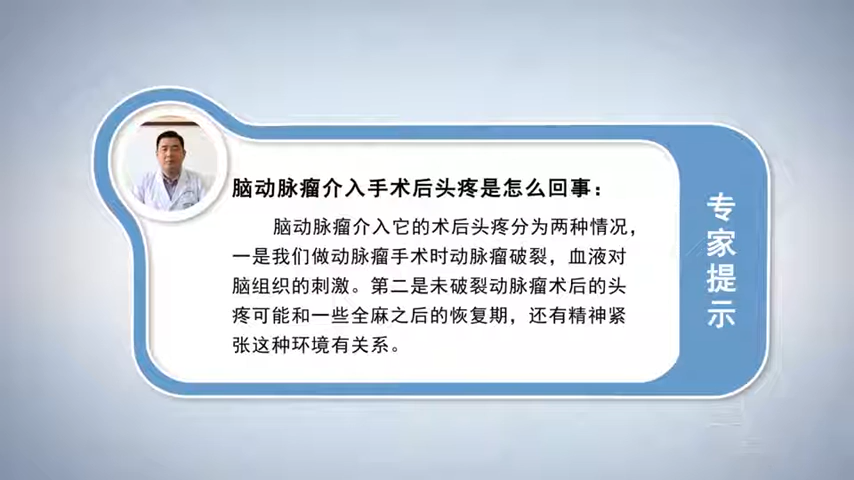 脑动脉瘤介入手术后头疼是怎么回事：
脑动脉瘤介入它的术后头疼分为两种情况，
一是我们做动脉瘤手术时动脉瘤破裂，血液对
脑组织的刺激。第二是未破裂动脉瘤术后的头
疼可能和一些全麻之后的恢复期，还有精神紧
张这种环境有关系。
专家提示